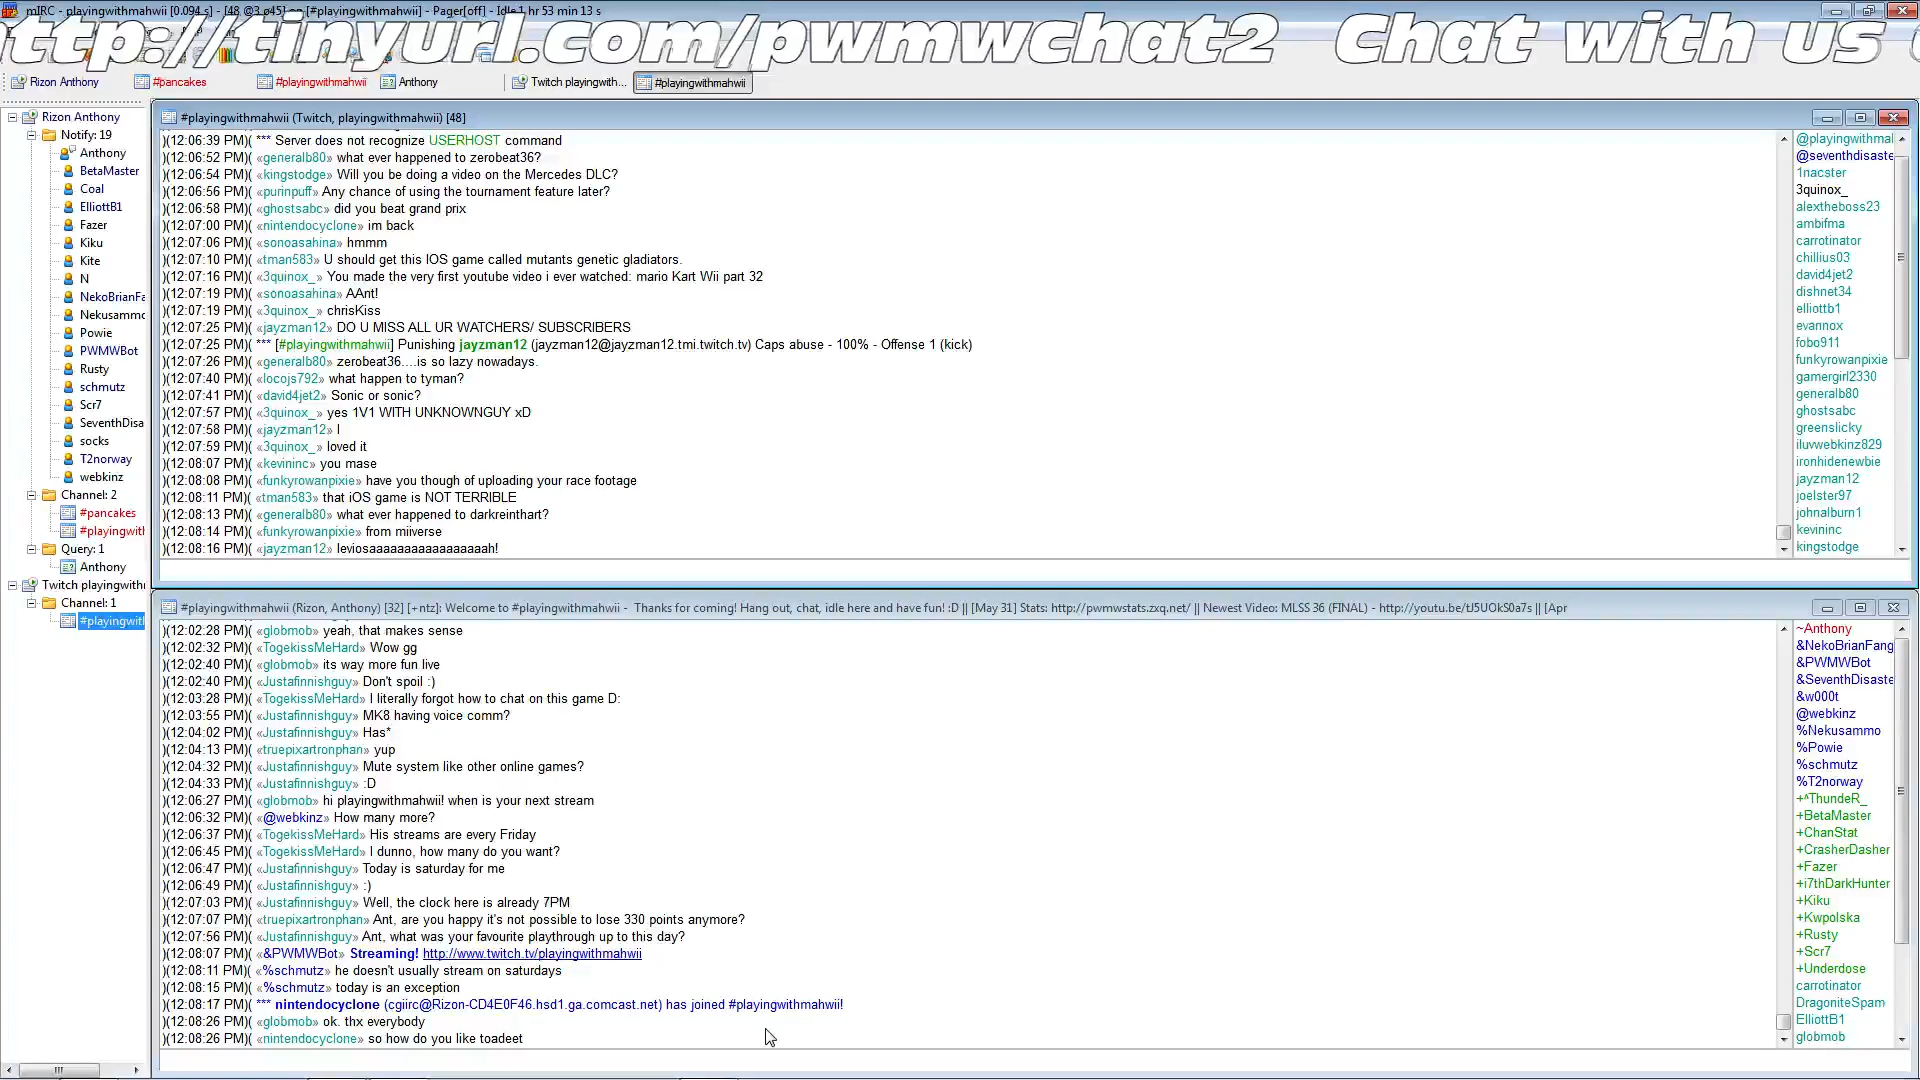 mIRC - playingwithmahwii [0.094 s] - [48 @3 ø45] on [#playingwithmahwii] - Pager[off] - Idle 1 hr 53 min 13 s
ttp://tinyurl.com/pwmwchat2 Chat with us
Rizon Anthony #pancakes #playingwithmahwii Anthony Twitch playingwith... #playingwithmahwii
Rizon Anthony
Notify: 19
Anthony
BetaMaster
Coal
ElliottB1
Fazer
Kiku
Kite
N
NekoBrianFa
Nekusammo
Powie
PWMWBot
Rusty
schmutz
Scr7
SeventhDisa
socks
T2norway
webkinz
Channel: 2
#pancakes
#playingwith
Query: 1
Anthony
Twitch playingwith
Channel: 1
#playingwith
#playingwithmahwii (Twitch, playingwithmahwii) [48]
)(12:06:39 PM)( *** Server does not recognize USERHOST command
)(12:06:52 PM)( «generalb80» what ever happened to zerobeat36?
)(12:06:54 PM)( «kingstodge» Will you be doing a video on the Mercedes DLC?
)(12:06:56 PM)( «purinpuff» Any chance of using the tournament feature later?
)(12:06:58 PM)( «ghostsabc» did you beat grand prix
)(12:07:00 PM)( «nintendocyclone» im back
)(12:07:06 PM)( «sonoasahina» hmmm
)(12:07:10 PM)( «tman583» U should get this IOS game called mutants genetic gladiators.
)(12:07:16 PM)( «3quinox_» You made the very first youtube video i ever watched: mario Kart Wii part 32
)(12:07:19 PM)( «sonoasahina» AAnt!
)(12:07:19 PM)( «3quinox_» chrisKiss
)(12:07:25 PM)( «jayzman12» DO U MISS ALL UR WATCHERS/ SUBSCRIBERS
)(12:07:25 PM)( *** [#playingwithmahwii] Punishing jayzman12 (jayzman12@jayzman12.tmi.twitch.tv) Caps abuse - 100% - Offense 1 (kick)
)(12:07:26 PM)( «generalb80» zerobeat36....is so lazy nowadays.
)(12:07:40 PM)( «locojs792» what happen to tyman?
)(12:07:41 PM)( «david4jet2» Sonic or sonic?
)(12:07:57 PM)( «3quinox_» yes 1V1 WITH UNKNOWNGUY xD
)(12:07:58 PM)( «jayzman12» I
)(12:07:59 PM)( «3quinox_» loved it
)(12:08:07 PM)( «kevininc» you mase
)(12:08:08 PM)( «funkyrowanpixie» have you though of uploading your race footage
)(12:08:11 PM)( «tman583» that iOS game is NOT TERRIBLE
)(12:08:13 PM)( «generalb80» what ever happened to darkreinthart?
)(12:08:14 PM)( «funkyrowanpixie» from miiverse
)(12:08:16 PM)( «jayzman12» leviosaaaaaaaaaaaaaaaaaah!
@playingwithmal
@seventhdisaste
1nacster
3quinox_
alextheboss23
ambifma
carrotinator
chillius03
david4jet2
dishnet34
elliottb1
evannox
fobo911
funkyrowanpixie
gamergirl2330
generalb80
ghostsabc
greenslicky
iluvwebkinz829
ironhidenewbie
jayzman12
joelster97
johnalburn1
kevininc
kingstodge
#playingwithmahwii (Rizon, Anthony) [32] [+ntz]: Welcome to #playingwithmahwii - Thanks for coming! Hang out, chat, idle here and have fun! :D || [May 31] Stats: http://pwmwstats.zxq.net/ || Newest Video: MLSS 36 (FINAL) - http://youtu.be/tJ5UOkS0a7s || [Apr
)(12:02:28 PM)( «globmob» yeah, that makes sense
)(12:02:32 PM)( «TogekissMeHard» Wow gg
)(12:02:40 PM)( «globmob» its way more fun live
)(12:02:40 PM)( «Justafinnishguy» Don't spoil :)
)(12:03:28 PM)( «TogekissMeHard» I literally forgot how to chat on this game D:
)(12:03:55 PM)( «Justafinnishguy» MK8 having voice comm?
)(12:04:02 PM)( «Justafinnishguy» Has*
)(12:04:13 PM)( «truepixartronphan» yup
)(12:04:32 PM)( «Justafinnishguy» Mute system like other online games?
)(12:04:33 PM)( «Justafinnishguy» :D
)(12:06:27 PM)( «globmob» hi playingwithmahwii! when is your next stream
)(12:06:32 PM)( «@webkinz» How many more?
)(12:06:37 PM)( «TogekissMeHard» His streams are every Friday
)(12:06:45 PM)( «TogekissMeHard» I dunno, how many do you want?
)(12:06:47 PM)( «Justafinnishguy» Today is saturday for me
)(12:06:49 PM)( «Justafinnishguy» :)
)(12:07:03 PM)( «Justafinnishguy» Well, the clock here is already 7PM
)(12:07:07 PM)( «truepixartronphan» Ant, are you happy it's not possible to lose 330 points anymore?
)(12:07:56 PM)( «Justafinnishguy» Ant, what was your favourite playthrough up to this day?
)(12:08:07 PM)( «&PWMWBot» Streaming! http://www.twitch.tv/playingwithmahwii
)(12:08:11 PM)( «%schmutz» he doesn't usually stream on saturdays
)(12:08:15 PM)( «%schmutz» today is an exception
)(12:08:17 PM)( *** nintendocyclone (cgiirc@Rizon-CD4E0F46.hsd1.ga.comcast.net) has joined #playingwithmahwii!
)(12:08:26 PM)( «globmob» ok. thx everybody
)(12:08:26 PM)( «nintendocyclone» so how do you like toadeet
~Anthony
&NekoBrianFang
&PWMWBot
&SeventhDisaste
&w000t
@webkinz
%Nekusammo
%Powie
%schmutz
%T2norway
+^ThundeR_
+BetaMaster
+ChanStat
+CrasherDasher
+Fazer
+i7thDarkHunter
+Kiku
+Kwpolska
+Rusty
+Scr7
+Underdose
carrotinator
DragoniteSpam
ElliottB1
globmob